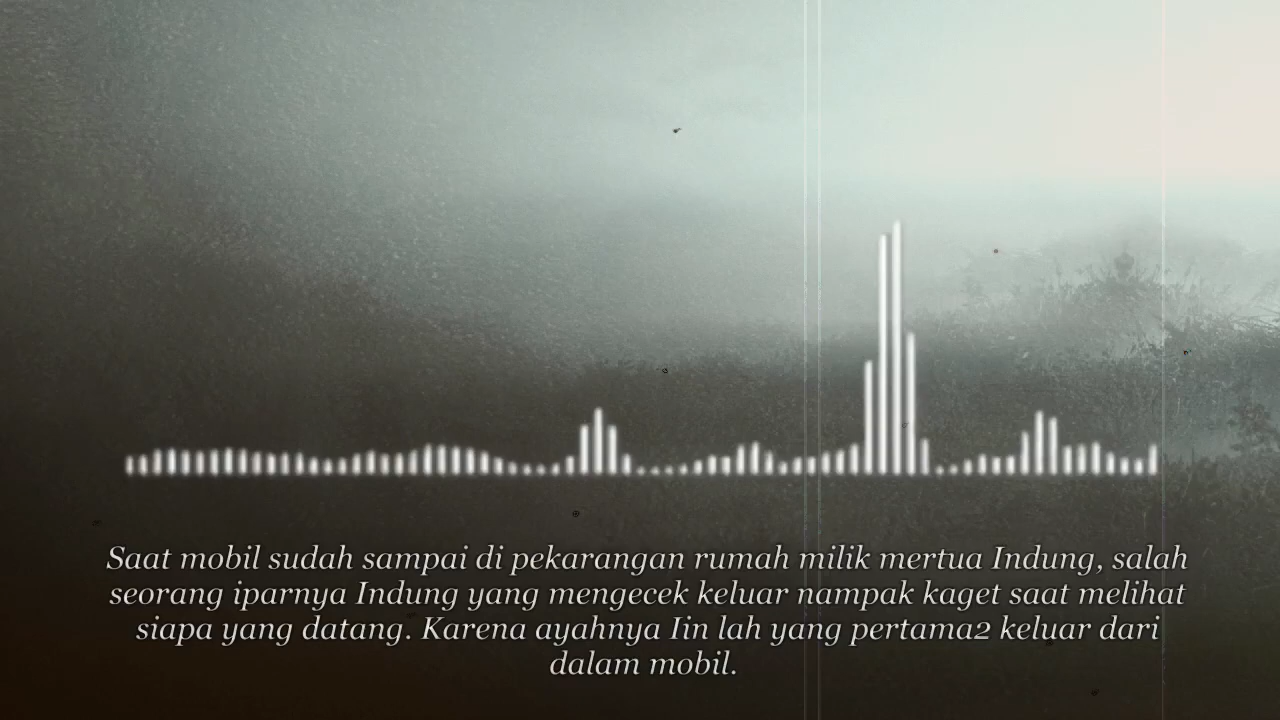 Saat mobil sudah sampai di pekarangan rumah milik mertua Indung, salah
seorang iparnya Indung yang mengecek keluar nampak kaget saat melihat
siapa yang datang. Karena ayahnya Iin lah yang pertama2 keluar dari
dalam mobil.